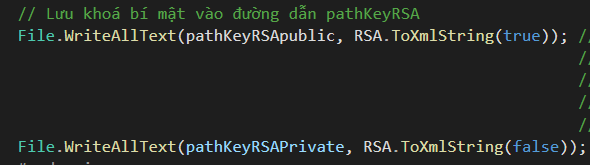 // Lưu khoá bí mật vào đường dẫn pathKeyRSA
File.WriteAllText(pathKeyRSApublic, RSA.ToXmlString(true)); //
//
//
//
//
File.WriteAllText(pathKeyRSAPrivate, RSA.ToXmlString(false));